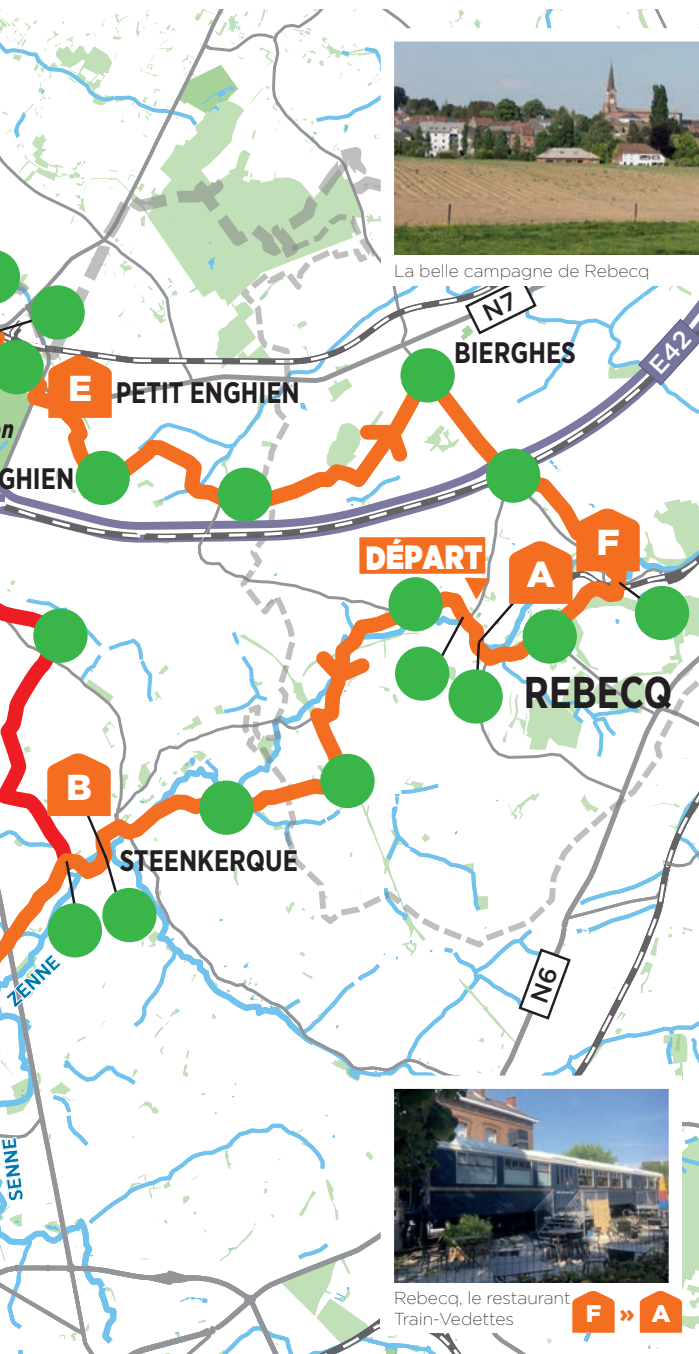 La belle campagne de Rebecq
N7
E42
BIERGHES
E
PETIT ENGHIEN
on
GHIEN
DÉPART
F
A
REBECQ
B
STEENKERQUE
ZENNE
N6
SENNE
Rebecq, le restaurant
Train-Vedettes
F » A